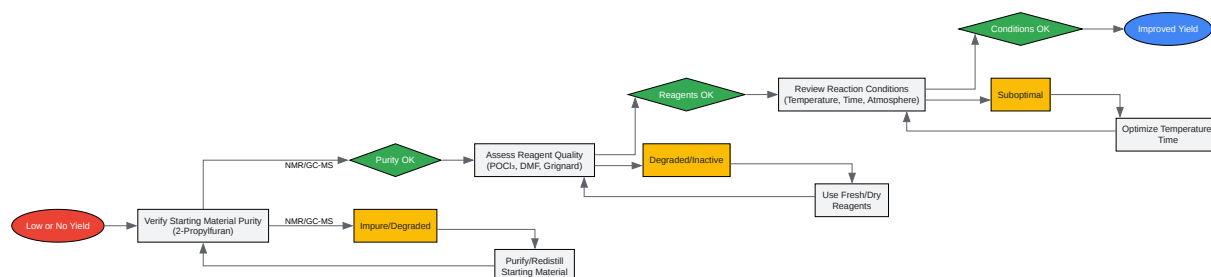 Conditions OK
Improved Yield
Reagents OK
Review Reaction Conditions
(Temperature, Time, Atmosphere)
Suboptimal
Optimize Temperature
Time
NMR/GC-MS
Purity OK
Assess Reagent Quality
(POCl₃, DMF, Grignard)
Degraded/Inactive
Use Fresh/Dry
Reagents
Low or No Yield
Verify Starting Material Purity
(2-Propylfuran)
NMR/GC-MS
Impure/Degraded
Purify/Redistill
Starting Material